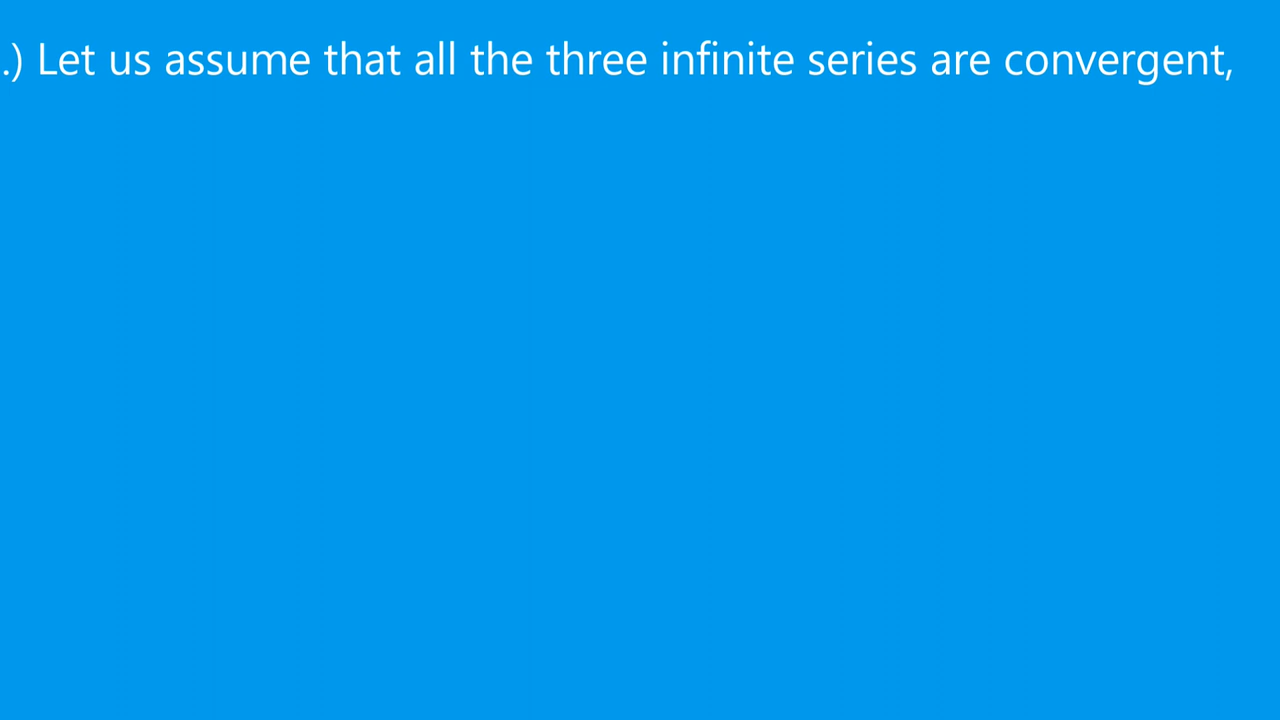 .) Let us assume that all the three infinite series are convergent,